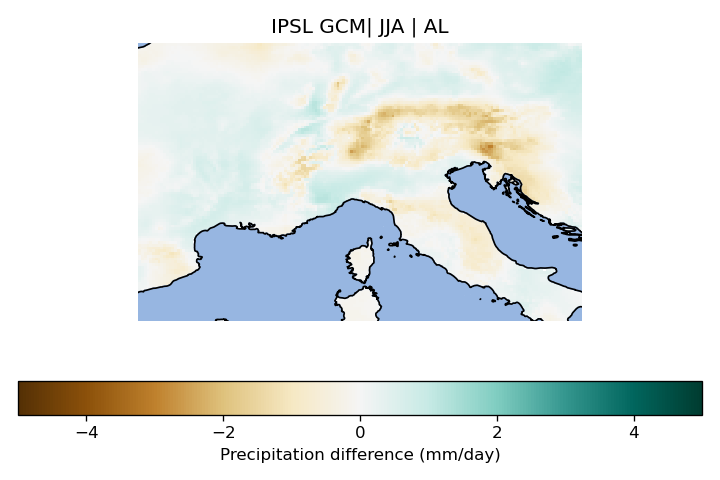 IPSL GCM| JJA | AL
−4 −2 0 2 4
Precipitation difference (mm/day)